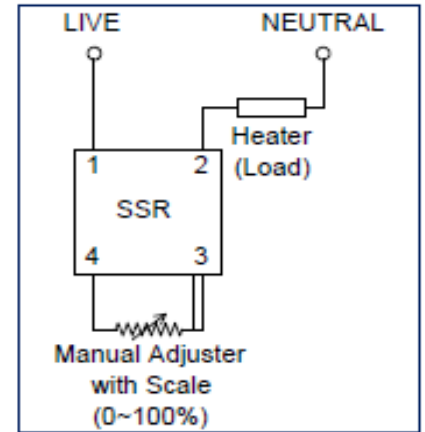 LIVE NEUTRAL
Heater
(Load)
1 2
SSR
4 3
Manual Adjuster
with Scale
(0~100%)